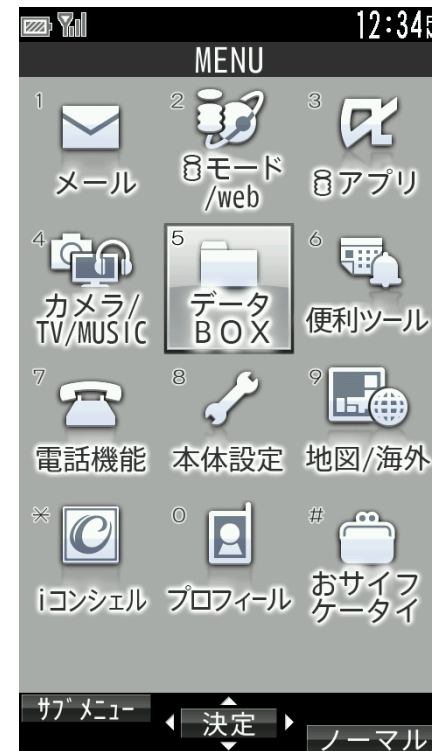 12:34
MENU
1
メール
2
iモード
/web
3
iアプリ
4
カメラ/
TV/MUSIC
5
データ
BOX
6
便利ツール
7
電話機能
8
本体設定
9
地図/海外
*
iコンシェル
0
プロフィール
#
おサイフ
ケータイ
サブメニュー
決定
ノーマル